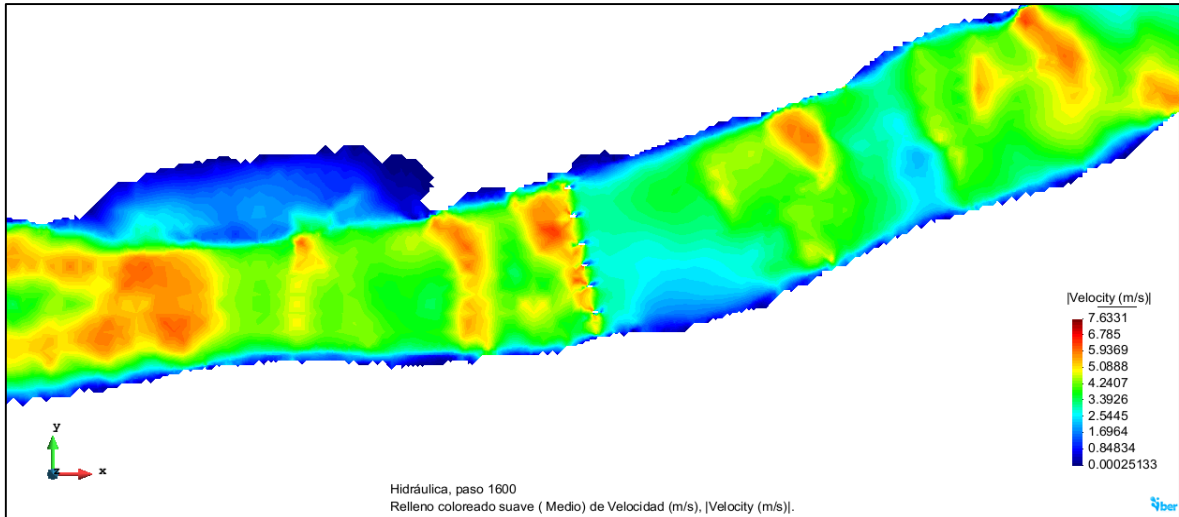 |Velocity (m/s)|
7.6331
6.785
5.9369
5.0888
4.2407
3.3926
2.5445
1.6964
0.84834
0.00025133
y
z
x
Hidráulica, paso 1600
Relleno coloreado suave ( Medio) de Velocidad (m/s), |Velocity (m/s)|.
iber